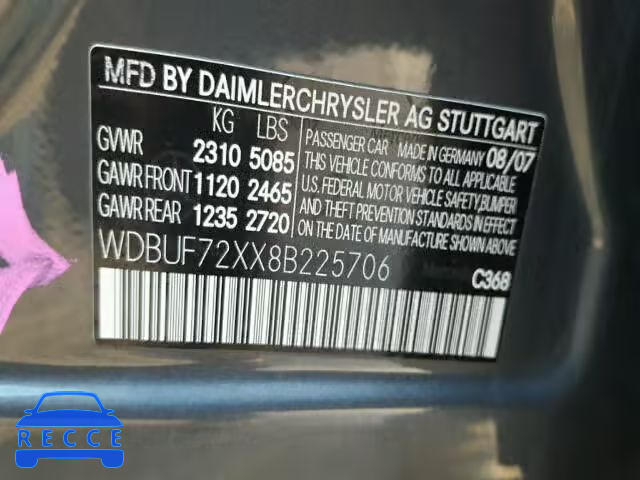 MFD BY DAIMLERCHRYSLER AG STUTTGART
KG LBS
GVWR 2310 5085
GAWR FRONT 1120 2465
GAWR REAR 1235 2720
PASSENGER CAR MADE IN GERMANY 08/07
THIS VEHICLE CONFORMS TO ALL APPLICABLE
U.S. FEDERAL MOTOR VEHICLE SAFETY,BUMPER
AND THEFT PREVENTION STANDARDS IN EFFECT
ON THE DATE OF MANUFACTURE SHOWN ABOVE.
WDBUF72XX8B225706
C368
RECCE